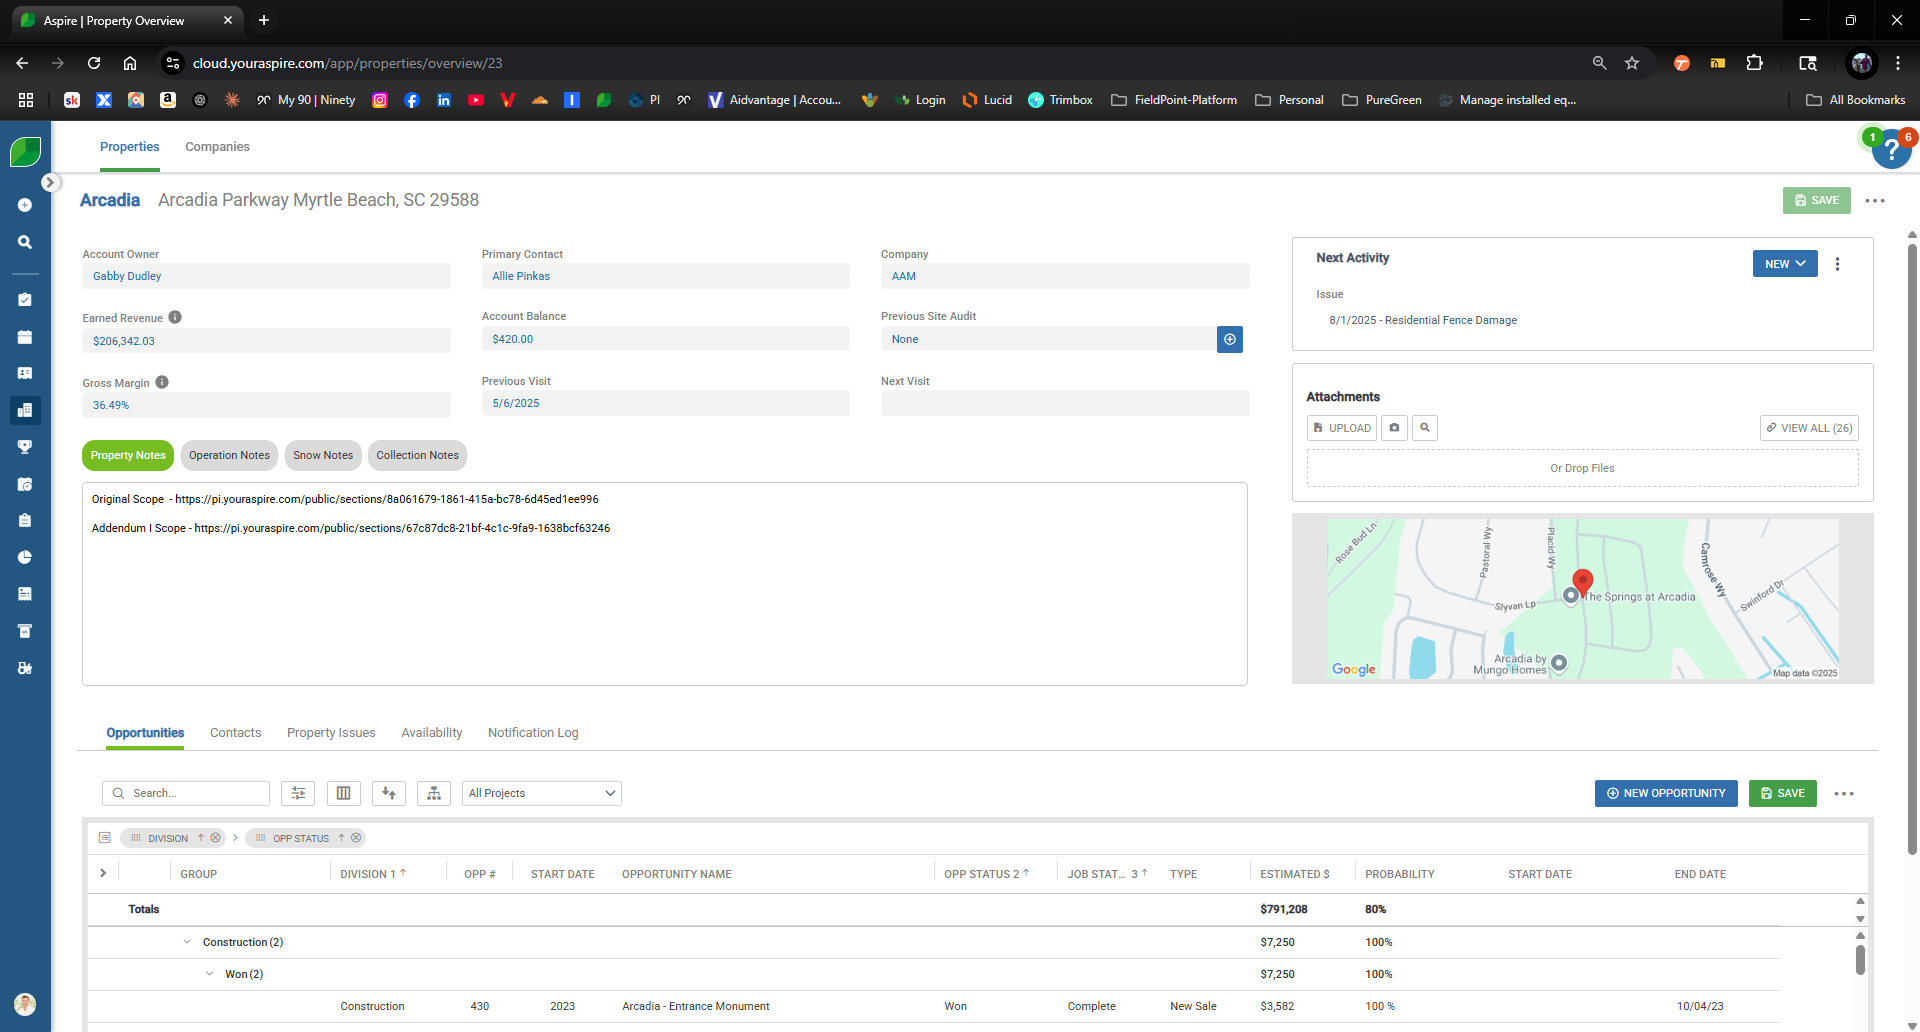 Aspire | Property Overview
cloud.youraspire.com/app/properties/overview/23
My 90 | Ninety
PI
Aidvantage | Accou...
Login
Lucid
Trimbox
FieldPoint-Platform
Personal
PureGreen
Manage installed eq...
All Bookmarks
Properties
Companies
1
6
?
Arcadia
Arcadia Parkway Myrtle Beach, SC 29588
SAVE
Account Owner
Gabby Dudley
Primary Contact
Allie Pinkas
Company
AAM
Earned Revenue
$206,342.03
Account Balance
$420.00
Previous Site Audit
None
Gross Margin
36.49%
Previous Visit
5/6/2025
Next Visit
Next Activity
NEW
Issue
8/1/2025 - Residential Fence Damage
Attachments
UPLOAD
VIEW ALL (26)
Or Drop Files
Property Notes
Operation Notes
Snow Notes
Collection Notes
Original Scope - https://pi.youraspire.com/public/sections/8a061679-1861-415a-bc78-6d45ed1ee996
Addendum I Scope - https://pi.youraspire.com/public/sections/67c87dc8-21bf-4c1c-9fa9-1638bcf63246
Rose Bud Ln
Pastoral Wy
Placid Wy
Camrose Wy
Swinford Dr
Slyvan Lp
The Springs at Arcadia
Arcadia by
Mungo Homes
Google
Map data ©2025
Opportunities
Contacts
Property Issues
Availability
Notification Log
Search...
All Projects
NEW OPPORTUNITY
SAVE
DIVISION
OPP STATUS
GROUP
DIVISION 1
OPP #
START DATE
OPPORTUNITY NAME
OPP STATUS 2
JOB STAT... 3
TYPE
ESTIMATED $
PROBABILITY
START DATE
END DATE
Totals
$791,208
80%
Construction (2)
$7,250
100%
Won (2)
$7,250
100%
Construction
430
2023
Arcadia - Entrance Monument
Won
Complete
New Sale
$3,582
100 %
10/04/23